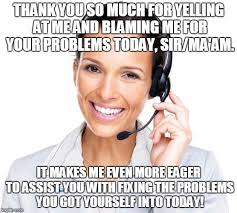 THANK YOU SO MUCH FOR YELLING
AT ME AND BLAMING ME FOR
YOUR PROBLEMS TODAY, SIR/MA'AM.
IT MAKES ME EVEN MORE EAGER
TO ASSIST YOU WITH FIXING THE PROBLEMS
YOU GOT YOURSELF INTO TODAY!
imgflip.com